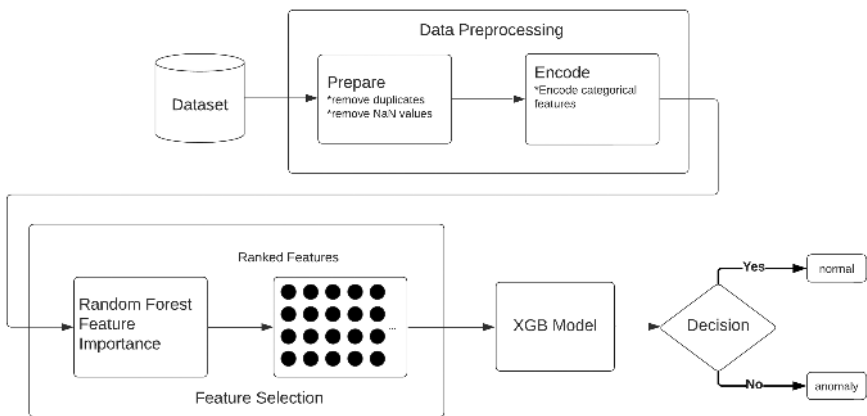 Data Preprocessing
Dataset
Prepare
*remove duplicates
*remove NaN values
Encode
*Encode categorical
features
Ranked Features
Random Forest
Feature
Importance
...
Feature Selection
XGB Model
Decision
Yes
normal
No
anomaly